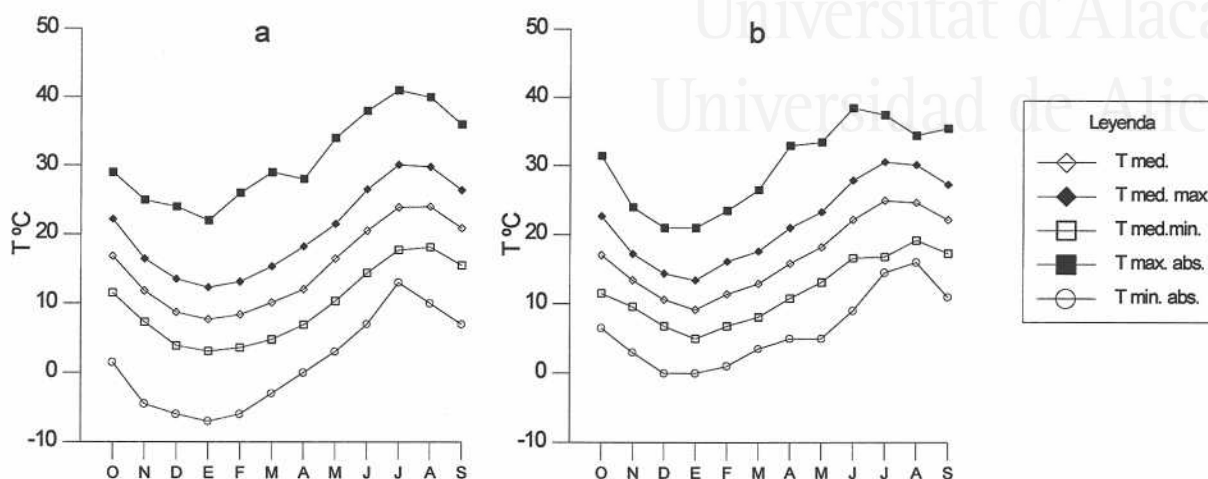 Universitat d'Alaca
Universidad de Alic
a
50
40
30
20
10
0
-10
T ºC
O N D E F M A M J J A S
b
50
40
30
20
10
0
-10
T ºC
O N D E F M A M J J A S
Leyenda
T med.
T med. max
T med.min.
T max. abs.
T min. abs.